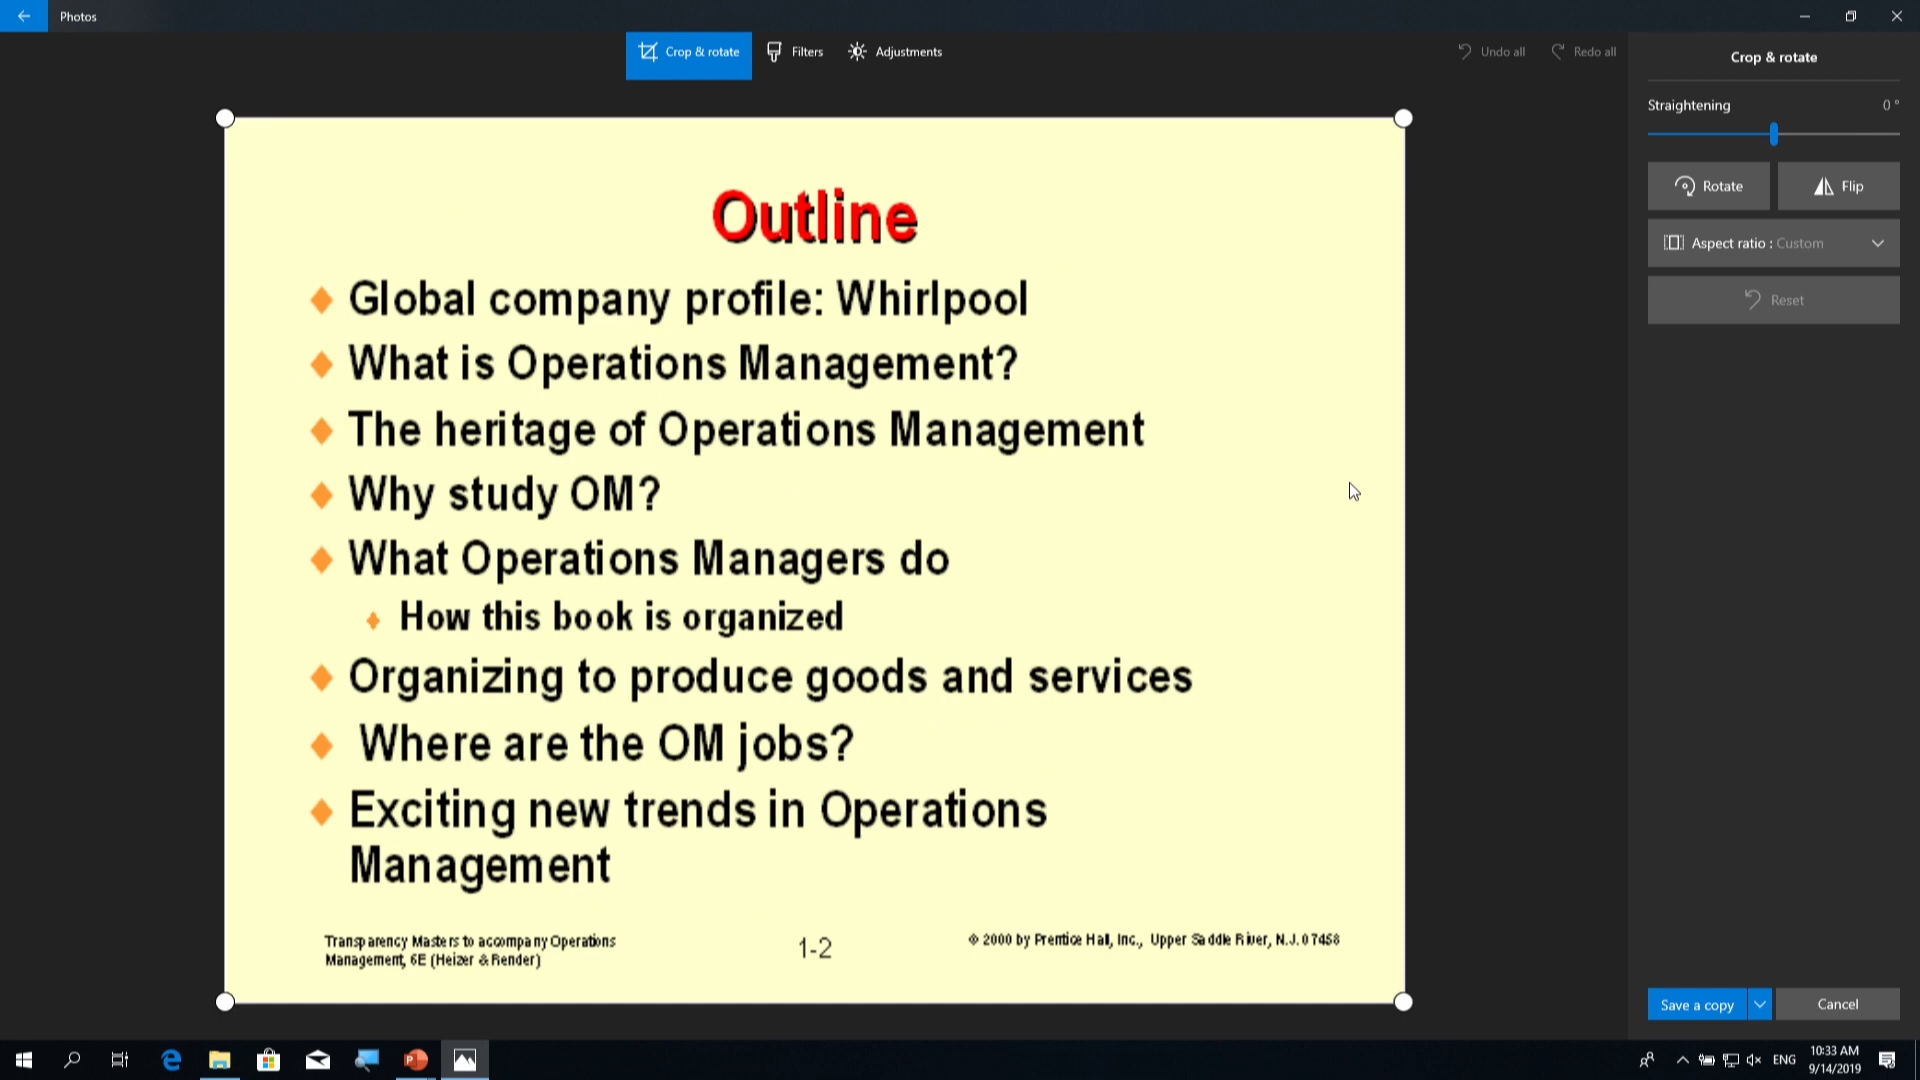 Photos
Crop & rotate
Filters
Adjustments
Undo all
Redo all
Crop & rotate
Straightening 0 °
Rotate
Flip
Aspect ratio : Custom
Reset
Outline
Global company profile: Whirlpool
What is Operations Management?
The heritage of Operations Management
Why study OM?
What Operations Managers do
How this book is organized
Organizing to produce goods and services
Where are the OM jobs?
Exciting new trends in Operations
Management
Transparency Masters to accompany Operations
Management, 6E (Heizer & Render)
1-2
© 2000 by Prentice Hall, Inc., Upper Saddle River, N.J. 07458
Save a copy
Cancel
ENG
10:33 AM
9/14/2019